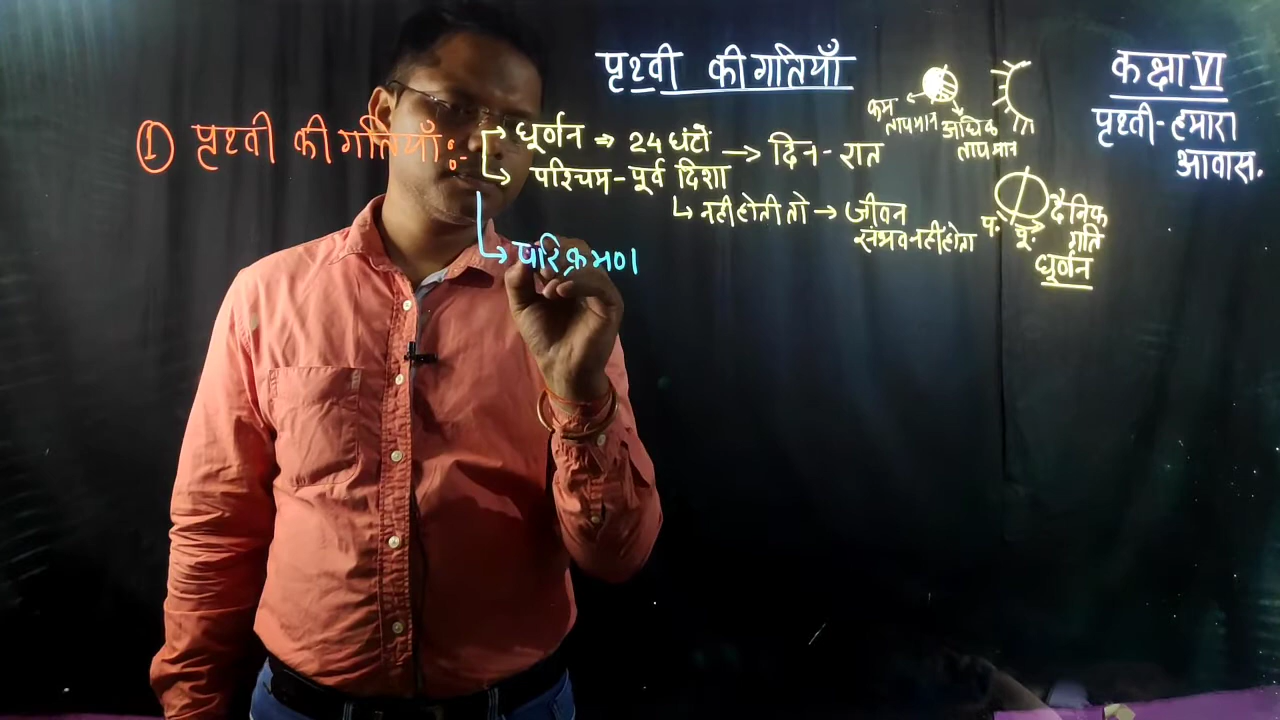 पृथ्वी की गतियाँ
कक्षा VI
पृथ्वी-हमारा
आवास.
① पृथ्वी की गतियाँ:-
घूर्णन ⇒ 24 घंटों → दिन-रात
पश्चिम-पूर्व दिशा
↳ नही होती तो → जीवन
संभव नही होता
परिक्रमण
कम
तापमान
अधिक
तापमान
प. पू.
दैनिक
गति
घूर्णन